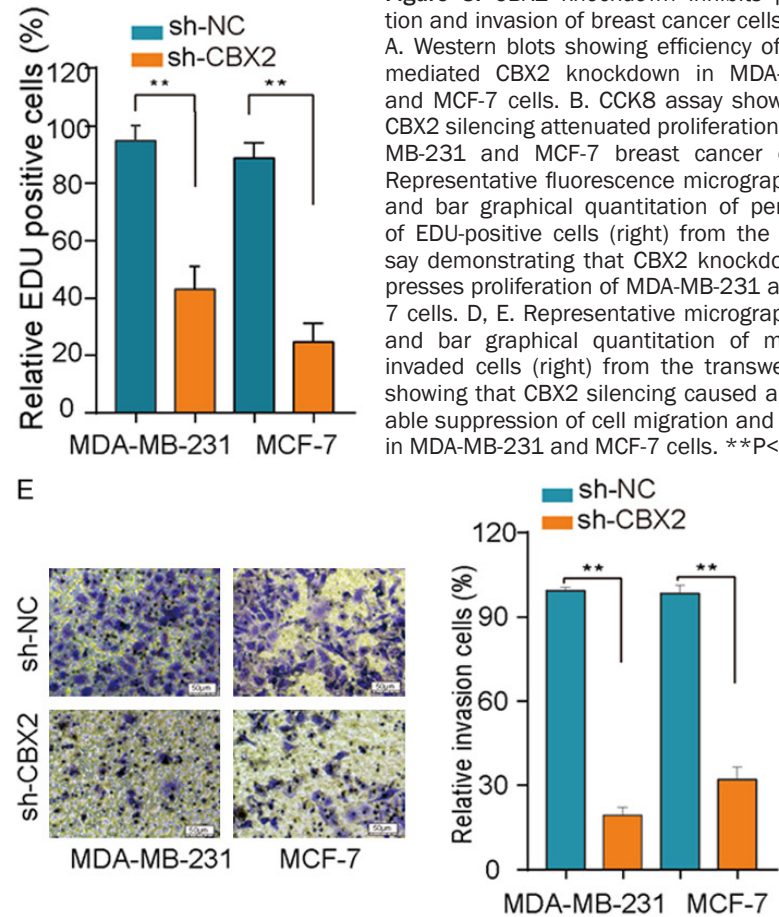 sh-NC
sh-CBX2
Relative EDU positive cells (%)
120
100
80
60
40
20
0
**
**
MDA-MB-231 MCF-7
tion and invasion of breast cancer cells
A. Western blots showing efficiency of
mediated CBX2 knockdown in MDA-
and MCF-7 cells. B. CCK8 assay show
CBX2 silencing attenuated proliferation
MB-231 and MCF-7 breast cancer
Representative fluorescence micrograp
and bar graphical quantitation of per
of EDU-positive cells (right) from the
say demonstrating that CBX2 knockdo
presses proliferation of MDA-MB-231 a
7 cells. D, E. Representative micrograp
and bar graphical quantitation of m
invaded cells (right) from the transwe
showing that CBX2 silencing caused a
able suppression of cell migration and
in MDA-MB-231 and MCF-7 cells. **P<
E
sh-NC
sh-CBX2
50µm
50µm
50µm
50µm
MDA-MB-231 MCF-7
sh-NC
sh-CBX2
Relative invasion cells (%)
120
90
60
30
0
**
**
MDA-MB-231 MCF-7